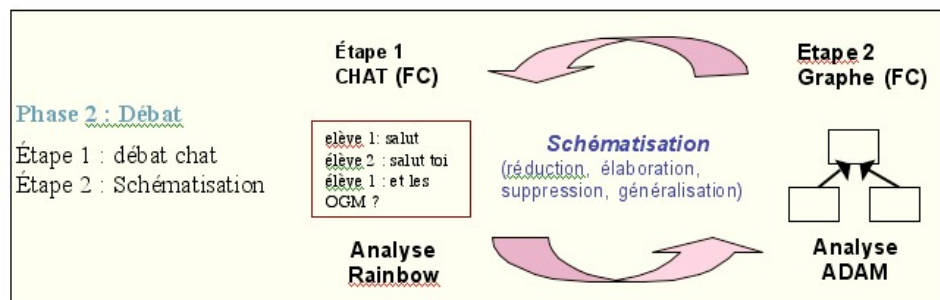 Phase 2 : Débat
Étape 1 : débat chat
Étape 2 : Schématisation
Étape 1
CHAT (FC)
elève 1: salut
élève 2 : salut toi
élève 1 : et les
OGM ?
Analyse
Rainbow
Schématisation
(réduction, élaboration,
suppression, généralisation)
Etape 2
Graphe (FC)
Analyse
ADAM